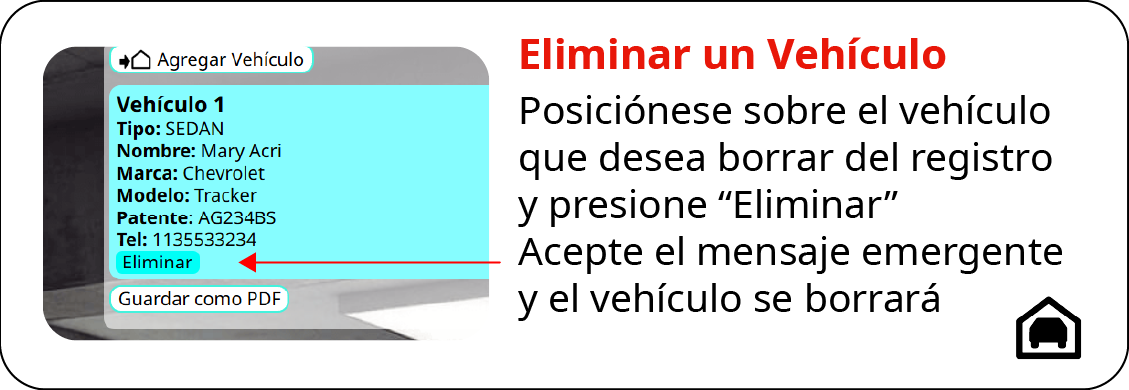 Agregar Vehículo
Vehículo 1
Tipo: SEDAN
Nombre: Mary Acri
Marca: Chevrolet
Modelo: Tracker
Patente: AG234BS
Tel: 1135533234
Eliminar
Guardar como PDF
Eliminar un Vehículo
Posiciónese sobre el vehículo
que desea borrar del registro
y presione “Eliminar”
Acepte el mensaje emergente
y el vehículo se borrará